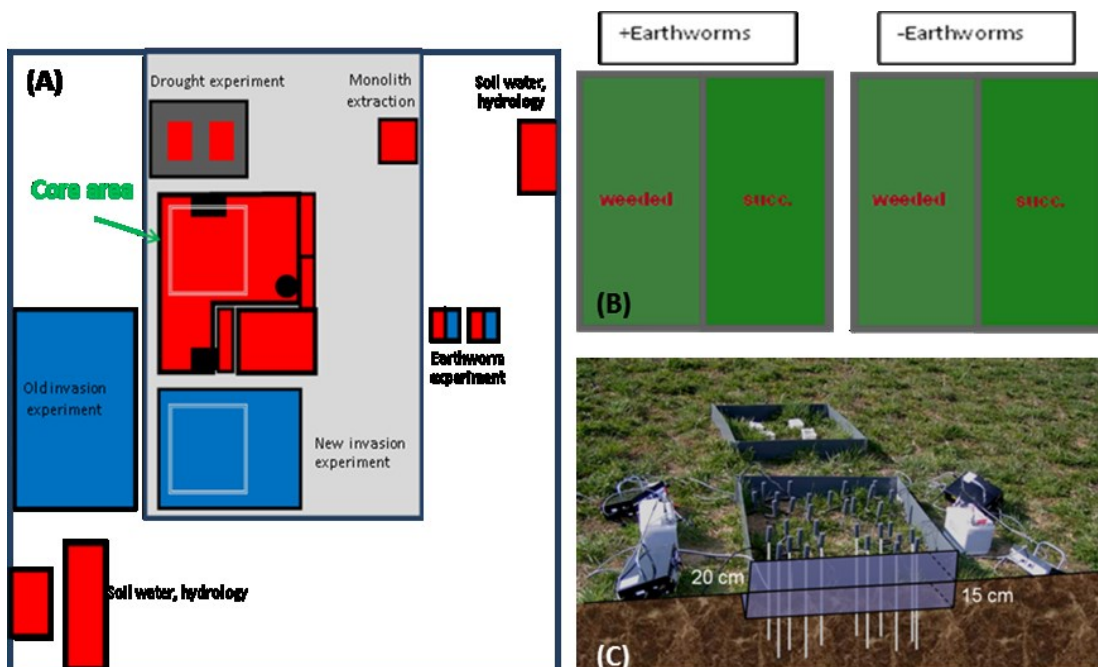 (A)
Drought experiment
Monolith
extraction
Soil water,
hydrology
Core area
Old invasion
experiment
Earthworm
experiment
New invasion
experiment
Soil water, hydrology
+Earthworms
-Earthworms
weeded
succ.
weeded
succ.
(B)
20 cm
15 cm
(C)